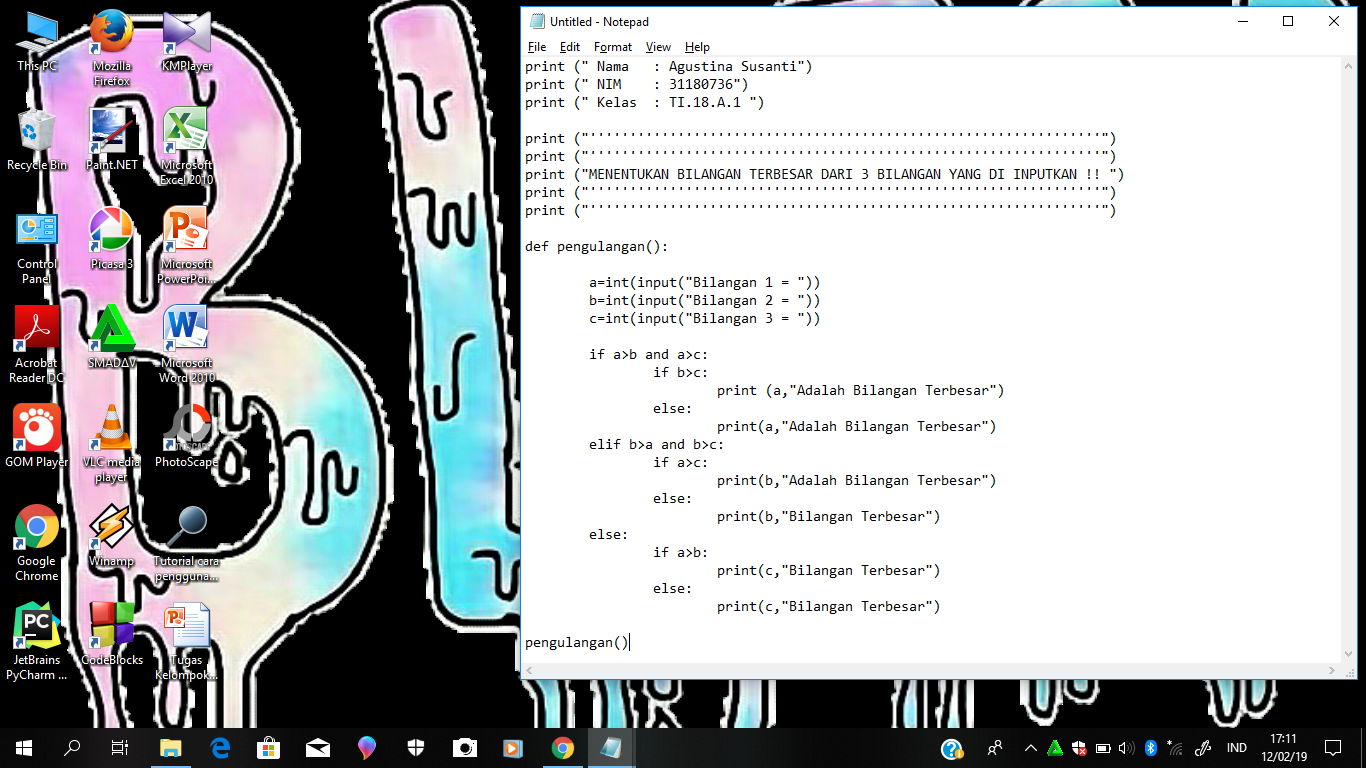 This PC
Mozilla Firefox
KMPlayer
Recycle Bin
Paint.NET
Microsoft Excel 2010
Control Panel
Picasa 3
Microsoft PowerPoi...
Acrobat Reader DC
SMADΔV
Microsoft Word 2010
GOM Player
VLC media player
PhotoScape
Google Chrome
Winamp
Tutorial cara pengguna...
JetBrains PyCharm ...
CodeBlocks
Tugas Kelompok...
Untitled - Notepad
File Edit Format View Help
print (" Nama   : Agustina Susanti")
print (" NIM    : 31180736")
print (" Kelas  : TI.18.A.1 ")
print ("''''''''''''''''''''''''''''''''''''''''''''''''''''''''''''''''")
print ("''''''''''''''''''''''''''''''''''''''''''''''''''''''''''''''''")
print ("MENENTUKAN BILANGAN TERBESAR DARI 3 BILANGAN YANG DI INPUTKAN !! ")
print ("''''''''''''''''''''''''''''''''''''''''''''''''''''''''''''''''")
print ("''''''''''''''''''''''''''''''''''''''''''''''''''''''''''''''''")
def pengulangan():
        a=int(input("Bilangan 1 = "))
        b=int(input("Bilangan 2 = "))
        c=int(input("Bilangan 3 = "))
        if a>b and a>c:
                if b>c:
                        print (a,"Adalah Bilangan Terbesar")
                else:
                        print(a,"Adalah Bilangan Terbesar")
        elif b>a and b>c:
                if a>c:
                        print(b,"Adalah Bilangan Terbesar")
                else:
                        print(b,"Bilangan Terbesar")
        else:
                if a>b:
                        print(c,"Bilangan Terbesar")
                else:
                        print(c,"Bilangan Terbesar")
pengulangan()
IND
17:11
12/02/19